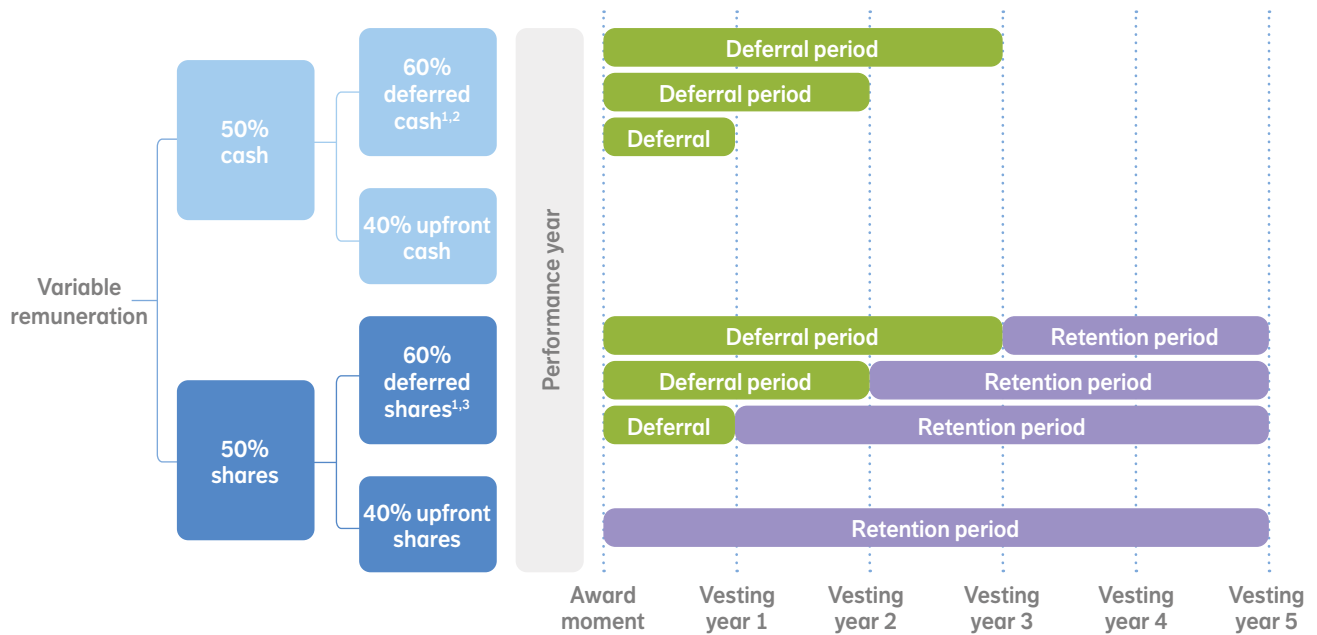 Variable
remuneration
50%
cash
60%
deferred
cash1,2
40% upfront
cash
50%
shares
60%
deferred
shares1,3
40% upfront
shares
Performance year
Deferral period
Deferral period
Deferral
Deferral period
Retention period
Deferral period
Retention period
Deferral
Retention period
Retention period
Award
moment
Vesting
year 1
Vesting
year 2
Vesting
year 3
Vesting
year 4
Vesting
year 5